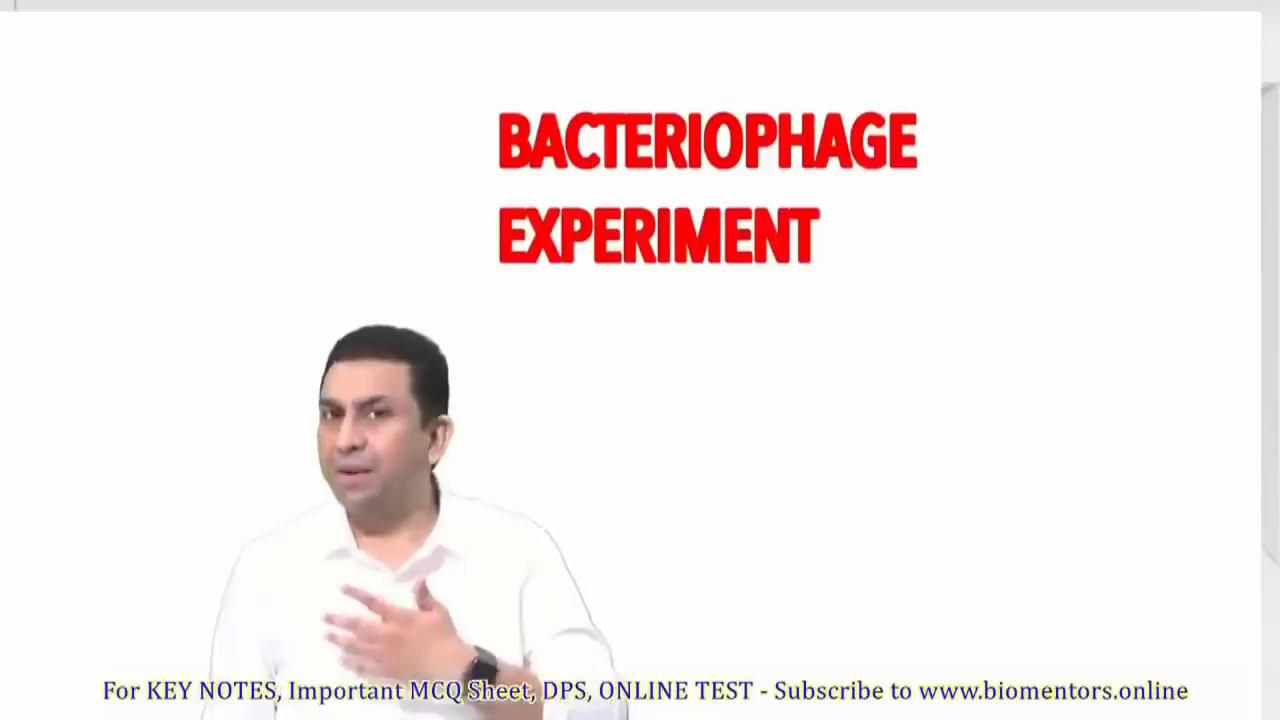 BACTERIOPHAGE
EXPERIMENT
For KEY NOTES, Important MCQ Sheet, DPS, ONLINE TEST - Subscribe to www.biomentors.online